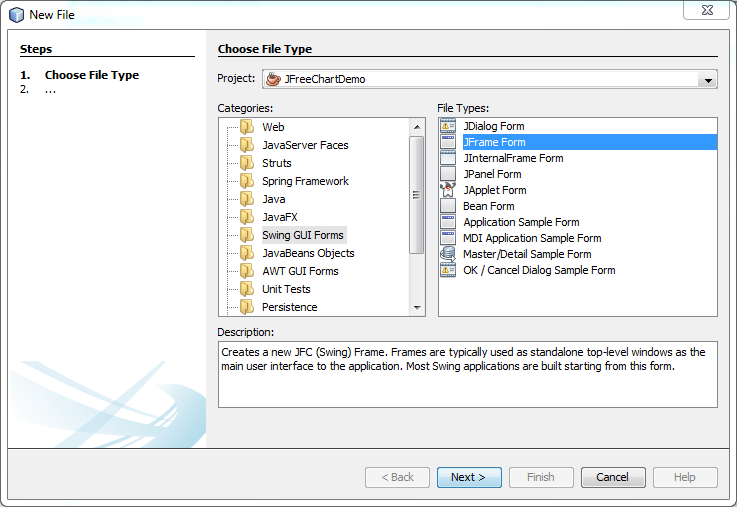 New File
Steps
1. Choose File Type
2. ...
Choose File Type
Project: JFreeChartDemo
Categories:
Web
JavaServer Faces
Struts
Spring Framework
Java
JavaFX
Swing GUI Forms
JavaBeans Objects
AWT GUI Forms
Unit Tests
Persistence
File Types:
JDialog Form
JFrame Form
JInternalFrame Form
JPanel Form
JApplet Form
Bean Form
Application Sample Form
MDI Application Sample Form
Master/Detail Sample Form
OK / Cancel Dialog Sample Form
Description:
Creates a new JFC (Swing) Frame. Frames are typically used as standalone top-level windows as the
main user interface to the application. Most Swing applications are built starting from this form.
< Back Next > Finish Cancel Help